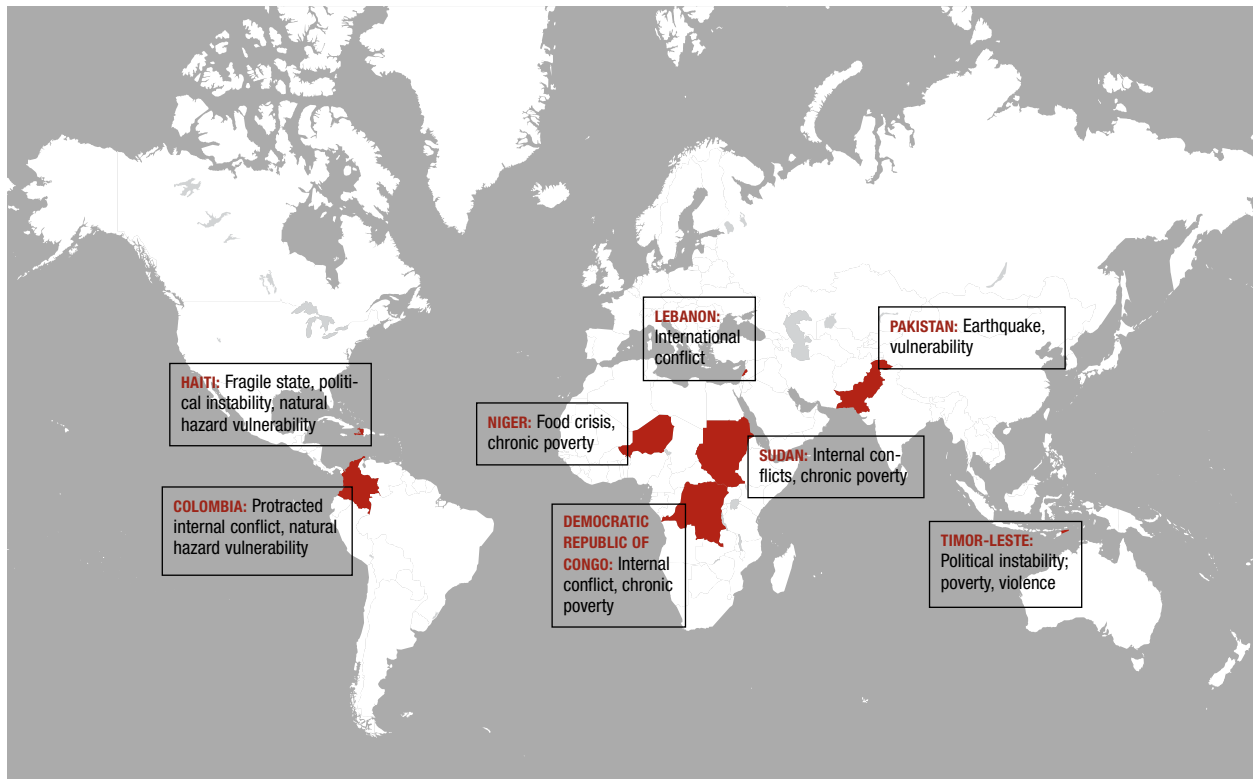 LEBANON:
International
conflict
PAKISTAN: Earthquake,
vulnerability
HAITI: Fragile state, politi-
cal instability, natural
hazard vulnerability
NIGER: Food crisis,
chronic poverty
SUDAN: Internal con-
flicts, chronic poverty
COLOMBIA: Protracted
internal conflict, natural
hazard vulnerability
DEMOCRATIC
REPUBLIC OF
CONGO: Internal
conflict, chronic
poverty
TIMOR-LESTE:
Political instability;
poverty, violence